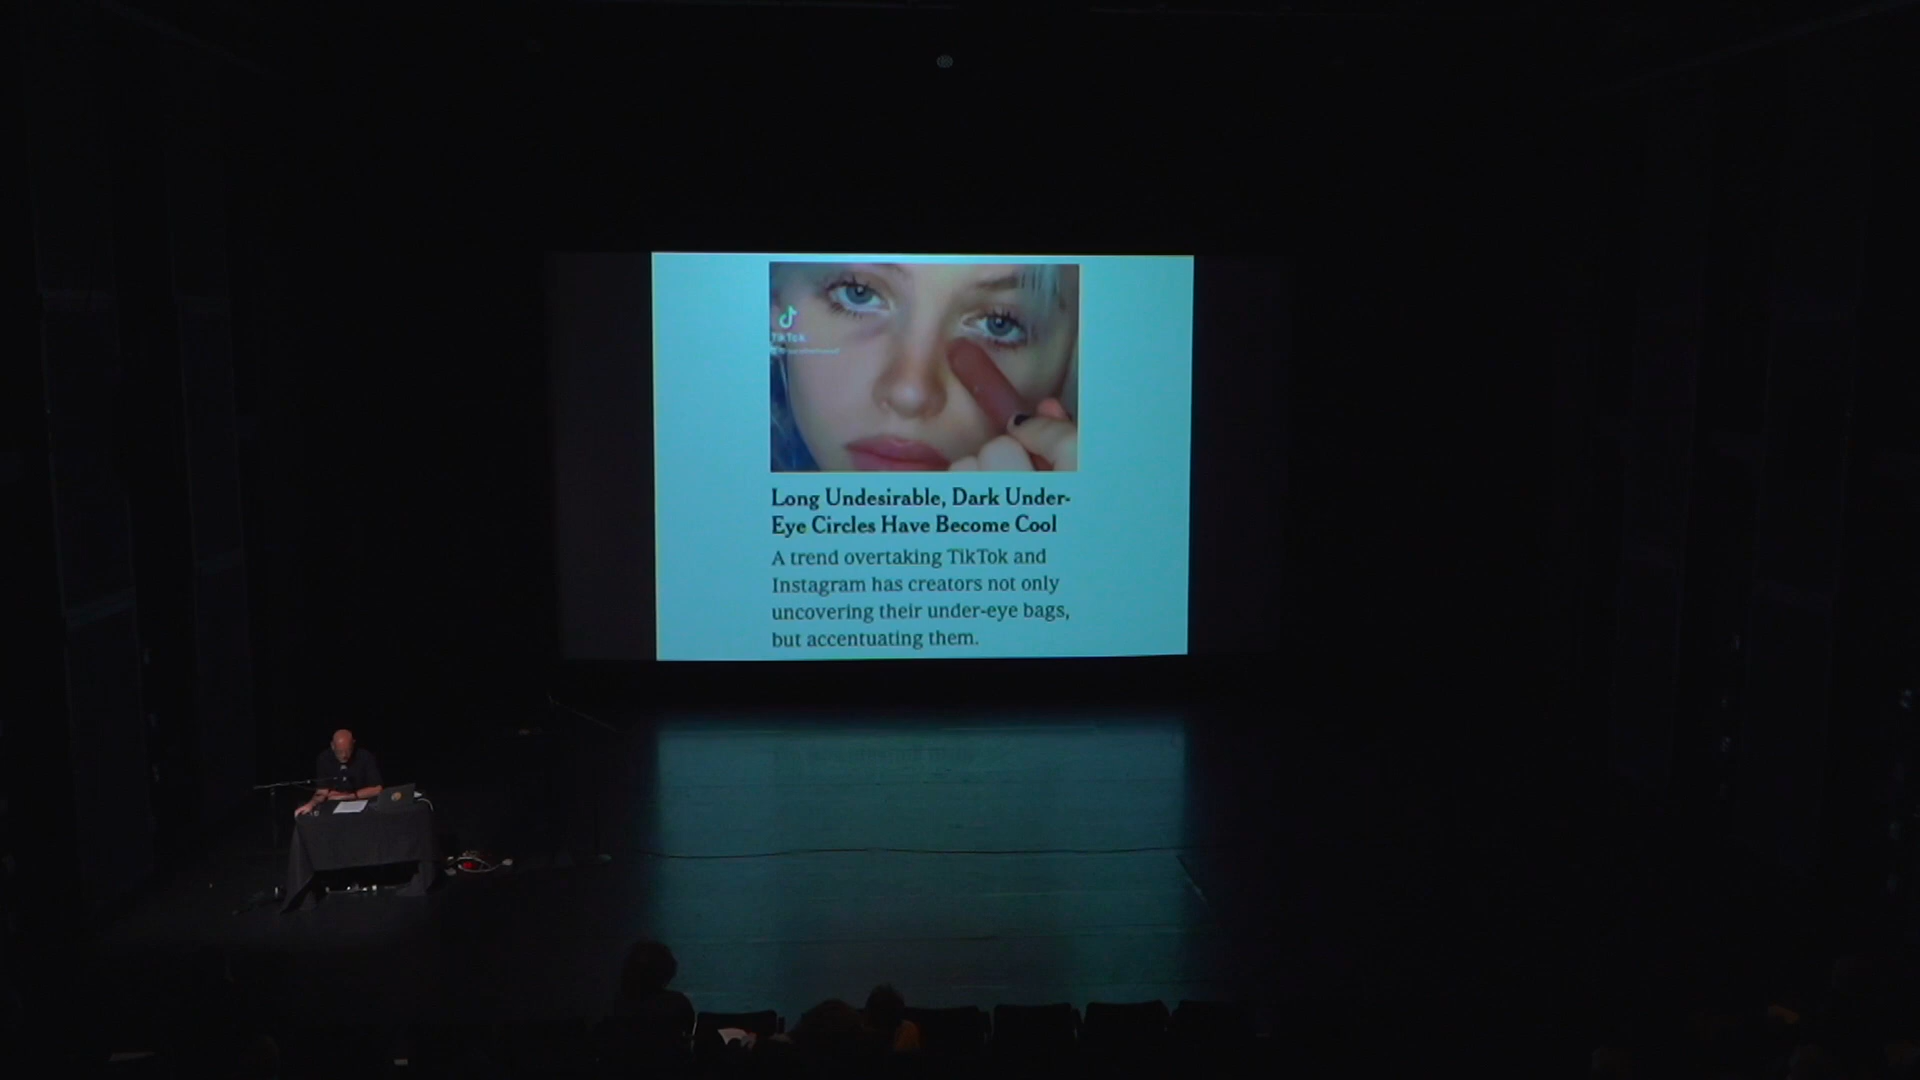 TikTok
Long Undesirable, Dark Under-
Eye Circles Have Become Cool
A trend overtaking TikTok and
Instagram has creators not only
uncovering their under-eye bags,
but accentuating them.